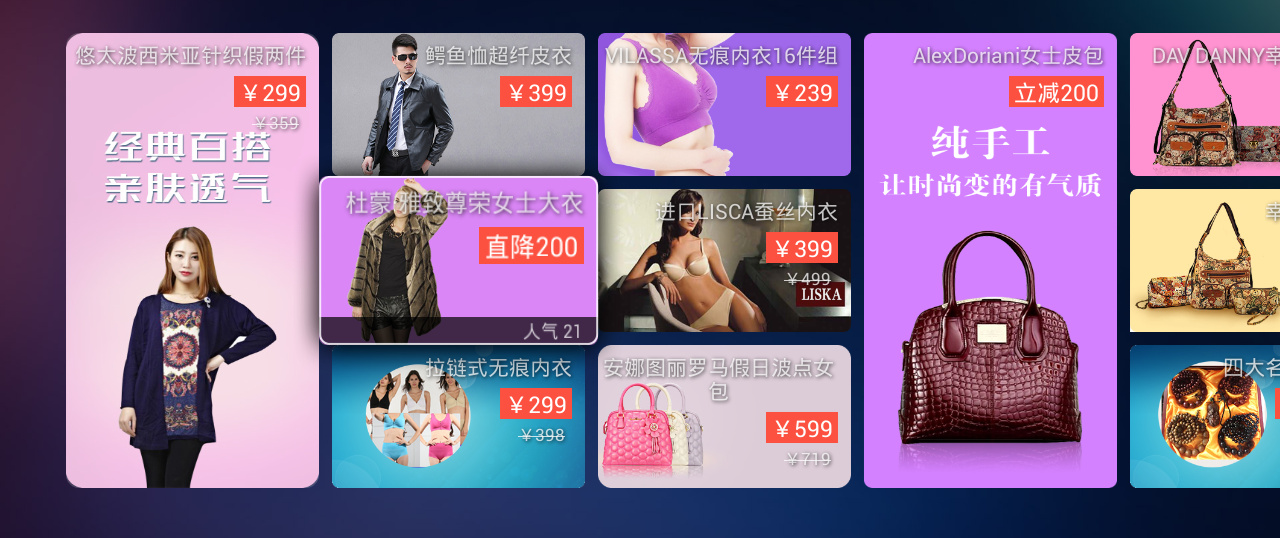 悠太波西米亚针织假两件
￥299
￥359
经典百搭
亲肤透气
鳄鱼恤超纤皮衣
￥399
杜蒙·雅致尊荣女士大衣
直降200
人气 21
拉链式无痕内衣
￥299
￥398
VILASSA无痕内衣16件组
￥239
进口LISCA蚕丝内衣
￥399
￥499
LISKA
安娜图丽罗马假日波点女
包
￥599
￥719
AlexDoriani女士皮包
立减200
纯手工
让时尚变的有气质
DAV DANNY幸
幸
四大名